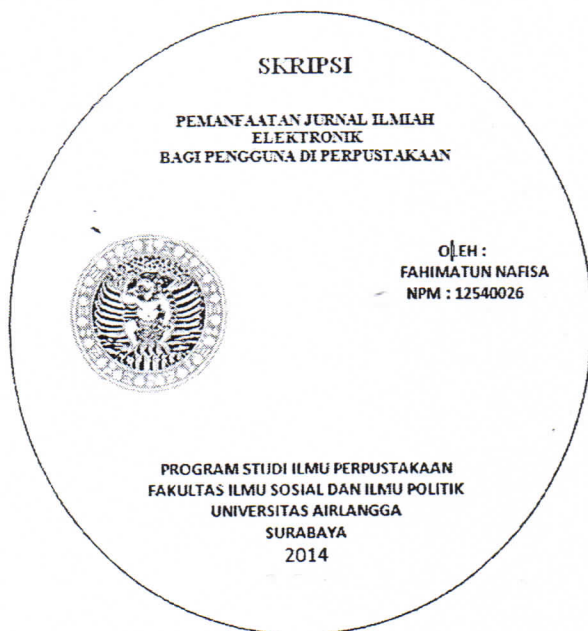 SKRIPSI
PEMANFAATAN JURNAL ILMIAH
ELEKTRONIK
BAGI PENGGUNA DI PERPUSTAKAAN
OLEH :
FAHIMATUN NAFISA
NPM : 12540026
PROGRAM STUDI ILMU PERPUSTAKAAN
FAKULTAS ILMU SOSIAL DAN ILMU POLITIK
UNIVERSITAS AIRLANGGA
SURABAYA
2014